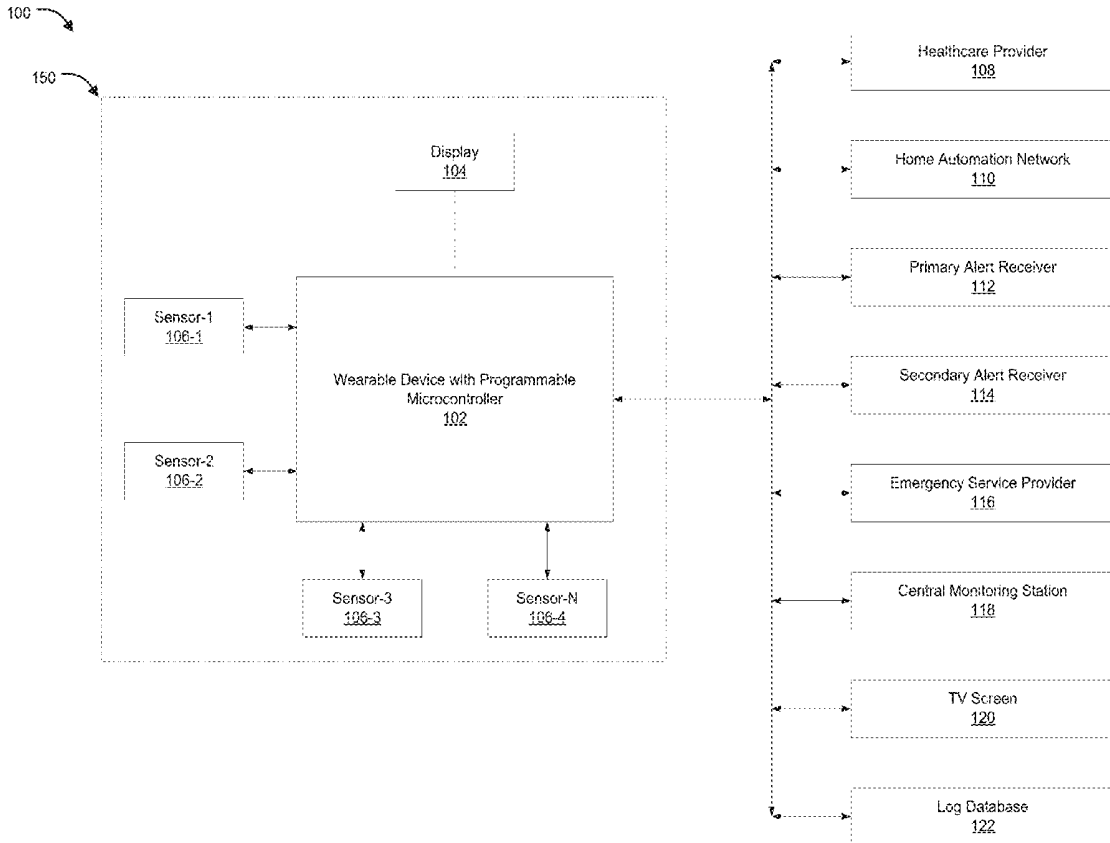 100
150
Display
104
Sensor-1
106-1
Sensor-2
106-2
Wearable Device with Programmable
Microcontroller
102
Sensor-3
106-3
Sensor-N
106-4
Healthcare Provider
108
Home Automation Network
110
Primary Alert Receiver
112
Secondary Alert Receiver
114
Emergency Service Provider
116
Central Monitoring Station
118
TV Screen
120
Log Database
122